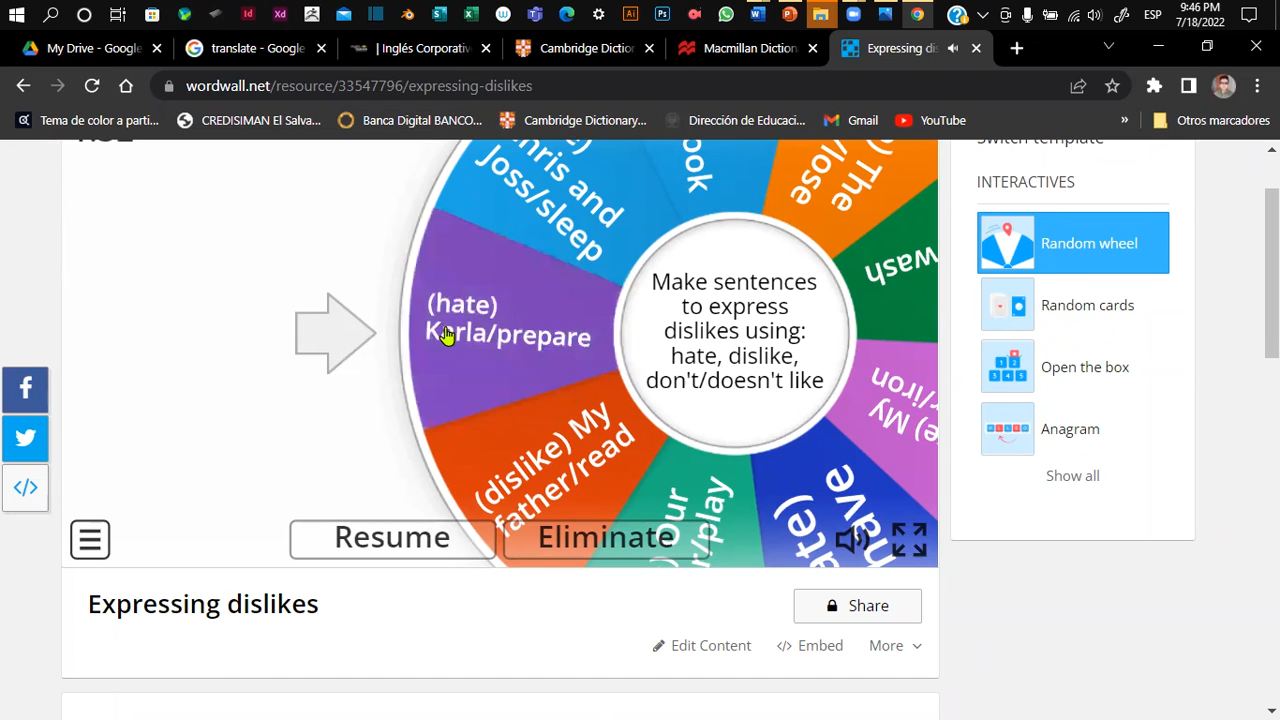 9:46 PM
ESP
7/18/2022
My Drive - Google
translate - Google
| Inglés Corporativ
Cambridge Dictio
Macmillan Diction
Expressing dis
wordwall.net/resource/33547796/expressing-dislikes
Tema de color a parti...
CREDISIMAN El Salva...
Banca Digital BANCO...
Cambridge Dictionary...
Dirección de Educaci...
Gmail
YouTube
»
Otros marcadores
Switch template
INTERACTIVES
Random wheel
Random cards
Open the box
Anagram
Show all
hris and
Joss/sleep
ook
) The
/lose
wash
(hate)
Karla/prepare
Make sentences
to express
dislikes using:
hate, dislike,
don't/doesn't like
) My
r/iron
(dislike) My
father/read
) Our
r/play
ate)
have
Resume
Eliminate
Expressing dislikes
Share
Edit Content
Embed
More